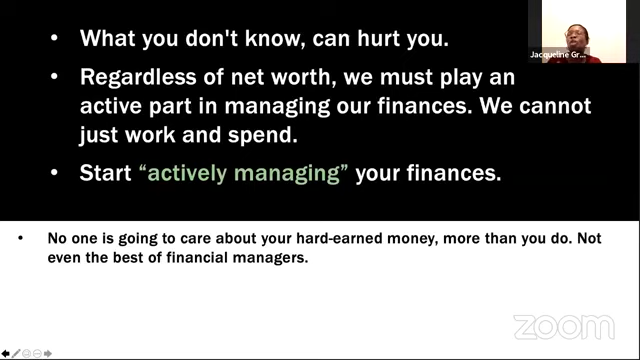 • What you don't know, can hurt you.
• Regardless of net worth, we must play an
active part in managing our finances. We cannot
just work and spend.
• Start “actively managing” your finances.
• No one is going to care about your hard-earned money, more than you do. Not
even the best of financial managers.
Jacqueline Gr...
zoom